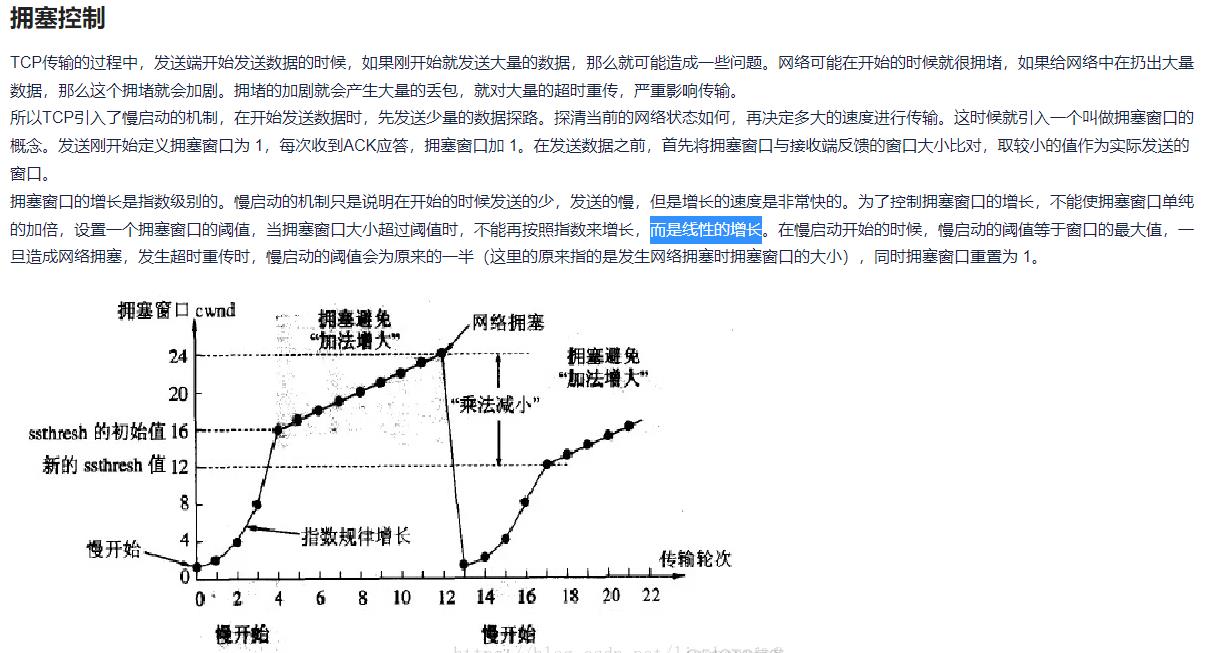 拥塞控制
TCP传输的过程中，发送端开始发送数据的时候，如果刚开始就发送大量的数据，那么就可能造成一些问题。网络可能在开始的时候就很拥堵，如果给网络中在扔出大量
数据，那么这个拥堵就会加剧。拥堵的加剧就会产生大量的丢包，就对大量的超时重传，严重影响传输。
所以TCP引入了慢启动的机制，在开始发送数据时，先发送少量的数据探路。探清当前的网络状态如何，再决定多大的速度进行传输。这时候就引入一个叫做拥塞窗口的
概念。发送刚开始定义拥塞窗口为 1，每次收到ACK应答，拥塞窗口加 1。在发送数据之前，首先将拥塞窗口与接收端反馈的窗口大小比对，取较小的值作为实际发送的
窗口。
拥塞窗口的增长是指数级别的。慢启动的机制只是说明在开始的时候发送的少，发送的慢，但是增长的速度是非常快的。为了控制拥塞窗口的增长，不能使拥塞窗口单纯
的加倍，设置一个拥塞窗口的阈值，当拥塞窗口大小超过阈值时，不能再按照指数来增长，而是线性的增长。在慢启动开始的时候，慢启动的阈值等于窗口的最大值，一
旦造成网络拥塞，发生超时重传时，慢启动的阈值会为原来的一半（这里的原来指的是发生网络拥塞时拥塞窗口的大小），同时拥塞窗口重置为 1。
拥塞窗口 cwnd
拥塞避免
“加法增大”
网络拥塞
拥塞避免
“加法增大”
24
20
“乘法减小”
ssthresh 的初始值 16
新的 ssthresh 值 12
8
4
指数规律增长
慢开始
传输轮次
0
0 2 4 6 8 10 12 14 16 18 20 22
慢开始
慢开始